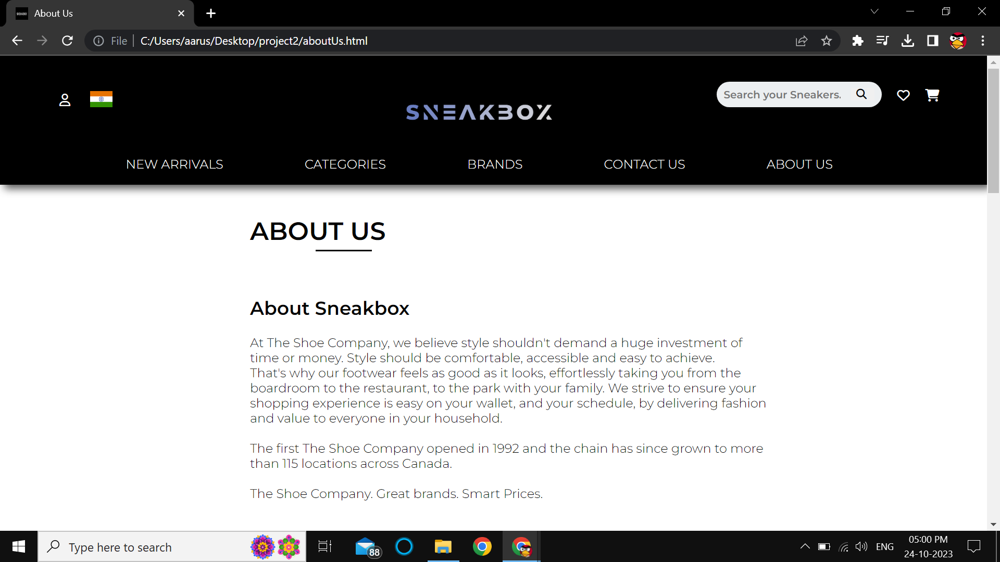 About Us
File
C:/Users/aarus/Desktop/project2/aboutUs.html
Search your Sneakers.
SNEAKBOX
NEW ARRIVALS
CATEGORIES
BRANDS
CONTACT US
ABOUT US
ABOUT US
About Sneakbox
At The Shoe Company, we believe style shouldn't demand a huge investment of
time or money. Style should be comfortable, accessible and easy to achieve.
That's why our footwear feels as good as it looks, effortlessly taking you from the
boardroom to the restaurant, to the park with your family. We strive to ensure your
shopping experience is easy on your wallet, and your schedule, by delivering fashion
and value to everyone in your household.
The first The Shoe Company opened in 1992 and the chain has since grown to more
than 115 locations across Canada.
The Shoe Company. Great brands. Smart Prices.
Type here to search
88
ENG
05:00 PM
24-10-2023